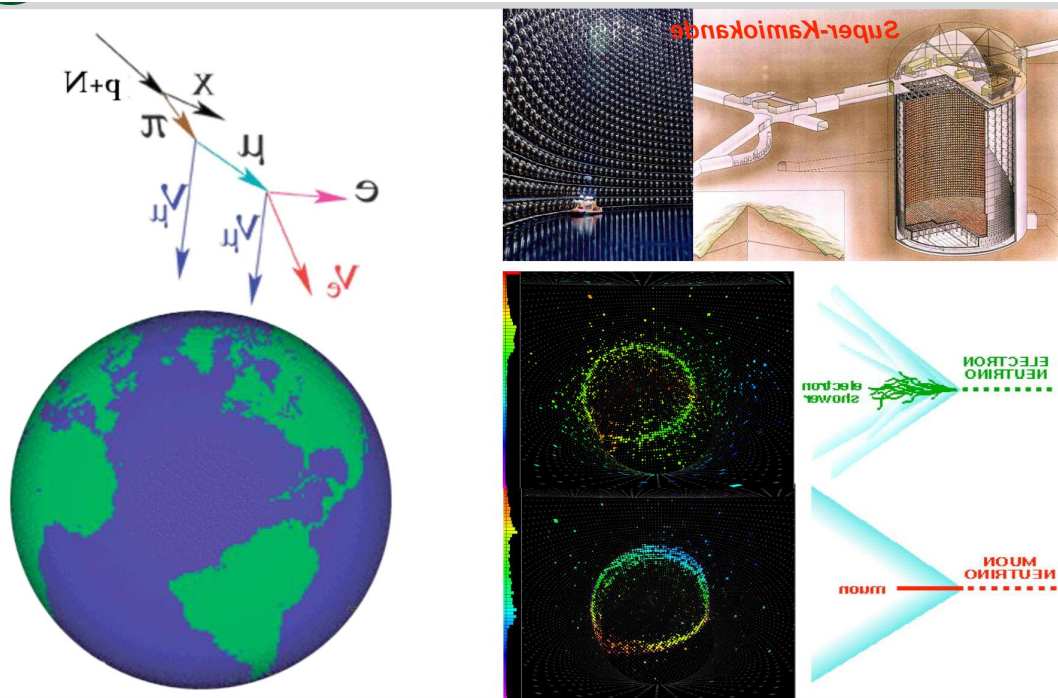 Super-Kamiokande
p+N
X
π
μ
e
νμ
νμ
νe
ELECTRON
NEUTRINO
electron
shower
MUON
NEUTRINO
muon